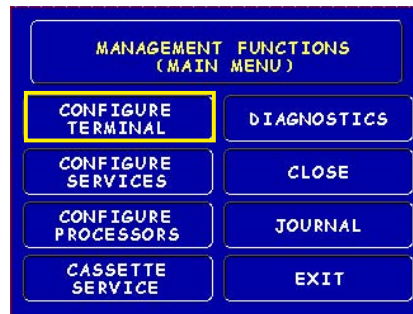 MANAGEMENT FUNCTIONS
(MAIN MENU)
CONFIGURE
TERMINAL
DIAGNOSTICS
CONFIGURE
SERVICES
CLOSE
CONFIGURE
PROCESSORS
JOURNAL
CASSETTE
SERVICE
EXIT